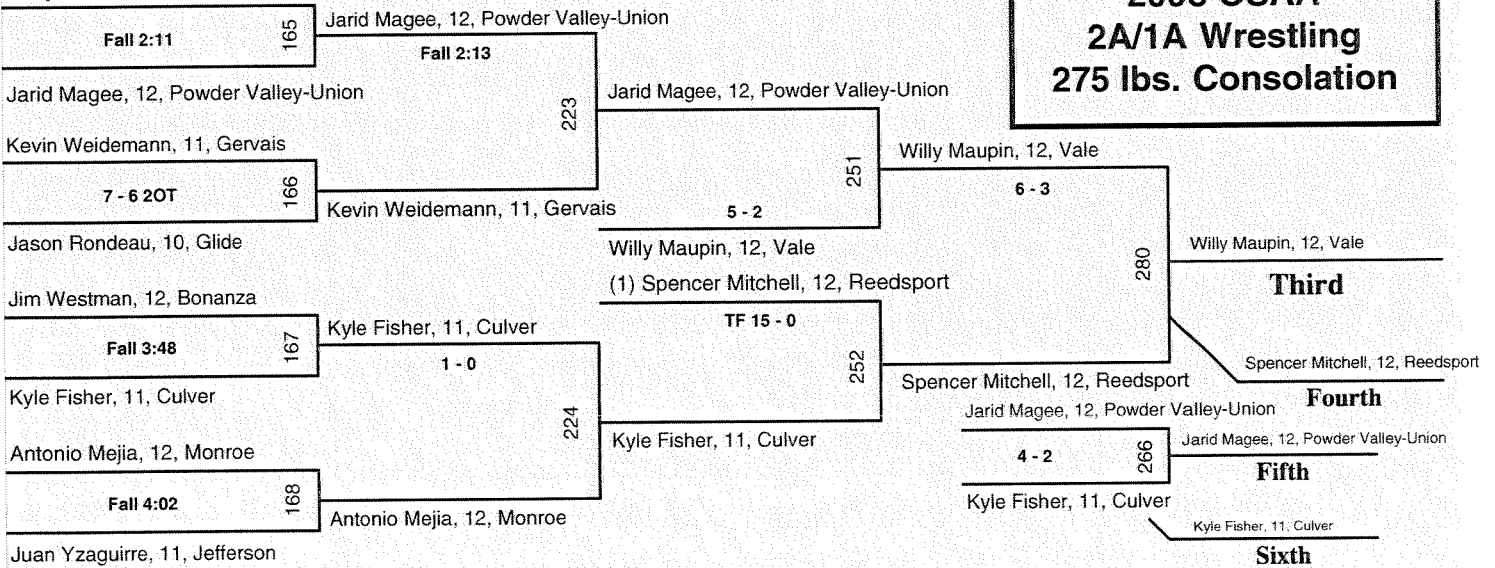 2A/1A Wrestling
275 lbs. Consolation
Fall 2:11
165
Jarid Magee, 12, Powder Valley-Union
Fall 2:13
Jarid Magee, 12, Powder Valley-Union
223
Jarid Magee, 12, Powder Valley-Union
Kevin Weidemann, 11, Gervais
7 - 6 2OT
166
Kevin Weidemann, 11, Gervais
Jason Rondeau, 10, Glide
5 - 2
251
Willy Maupin, 12, Vale
Willy Maupin, 12, Vale
6 - 3
280
Willy Maupin, 12, Vale
Third
(1) Spencer Mitchell, 12, Reedsport
Jim Westman, 12, Bonanza
Fall 3:48
167
Kyle Fisher, 11, Culver
1 - 0
Kyle Fisher, 11, Culver
TF 15 - 0
252
Spencer Mitchell, 12, Reedsport
Spencer Mitchell, 12, Reedsport
Fourth
224
Kyle Fisher, 11, Culver
Antonio Mejia, 12, Monroe
Fall 4:02
168
Antonio Mejia, 12, Monroe
Juan Yzaguirre, 11, Jefferson
Jarid Magee, 12, Powder Valley-Union
4 - 2
266
Jarid Magee, 12, Powder Valley-Union
Fifth
Kyle Fisher, 11, Culver
Kyle Fisher, 11, Culver
Sixth